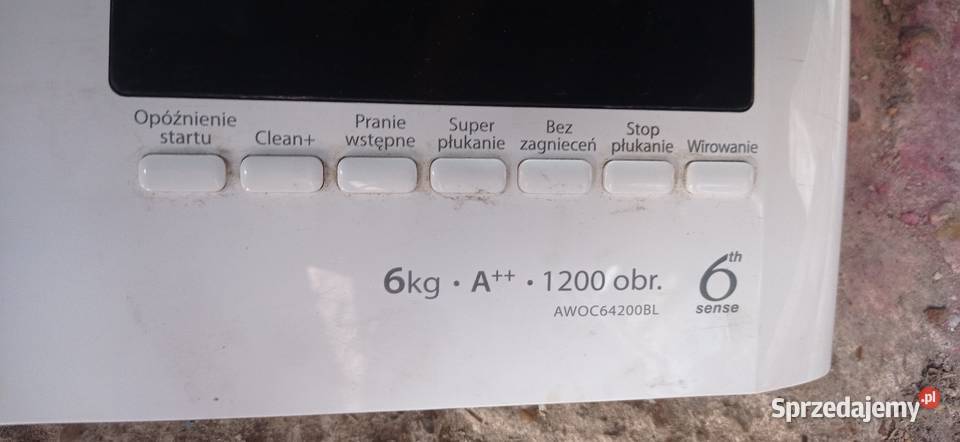 Opóźnienie
startu
Clean+
Pranie
wstępne
Super
płukanie
Bez
zagnieceń
Stop
płukanie
Wirowanie
6kg · A++ · 1200 obr.
AWOC64200BL
6th
sense
Sprzedajemy.pl